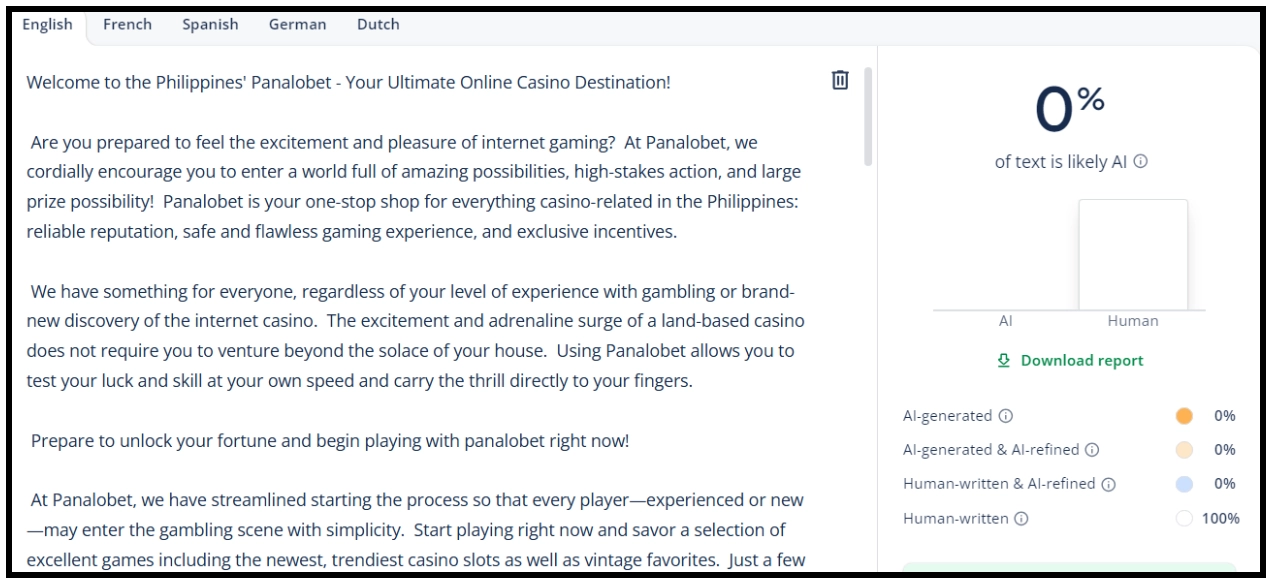 English French Spanish German Dutch
Welcome to the Philippines' Panalobet - Your Ultimate Online Casino Destination!
Are you prepared to feel the excitement and pleasure of internet gaming?  At Panalobet, we
cordially encourage you to enter a world full of amazing possibilities, high-stakes action, and large
prize possibility!  Panalobet is your one-stop shop for everything casino-related in the Philippines:
reliable reputation, safe and flawless gaming experience, and exclusive incentives.
We have something for everyone, regardless of your level of experience with gambling or brand-
new discovery of the internet casino.  The excitement and adrenaline surge of a land-based casino
does not require you to venture beyond the solace of your house.  Using Panalobet allows you to
test your luck and skill at your own speed and carry the thrill directly to your fingers.
Prepare to unlock your fortune and begin playing with panalobet right now!
At Panalobet, we have streamlined starting the process so that every player—experienced or new
—may enter the gambling scene with simplicity.  Start playing right now and savor a selection of
excellent games including the newest, trendiest casino slots as well as vintage favorites.  Just a few
0%
of text is likely AI
AI Human
Download report
AI-generated 0%
AI-generated & AI-refined 0%
Human-written & AI-refined 0%
Human-written 100%